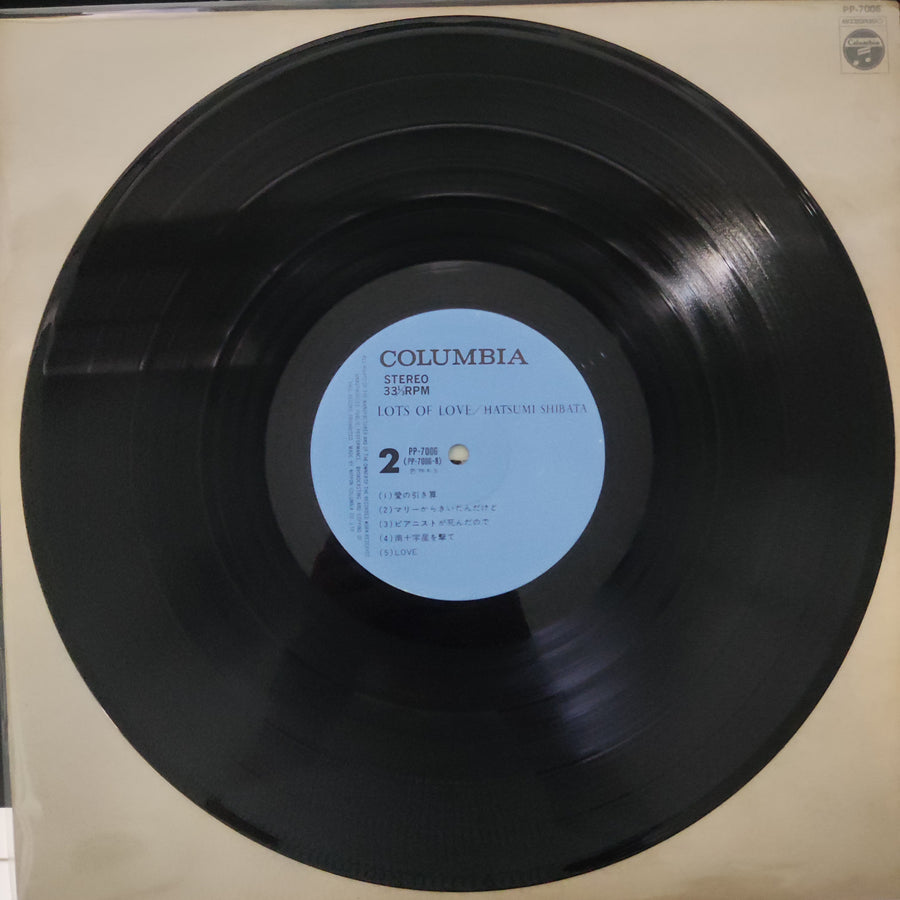 PP-7006
Columbia
COLUMBIA
STEREO
33⅓RPM
LOTS OF LOVE/HATSUMI SHIBATA
2
PP-7006
(PP-7006-B)
(1)愛の引き算
(2)マリーからきいたんだけど
(3)ピアニストが死んだので
(4)南十字星を撃て
(5)LOVE